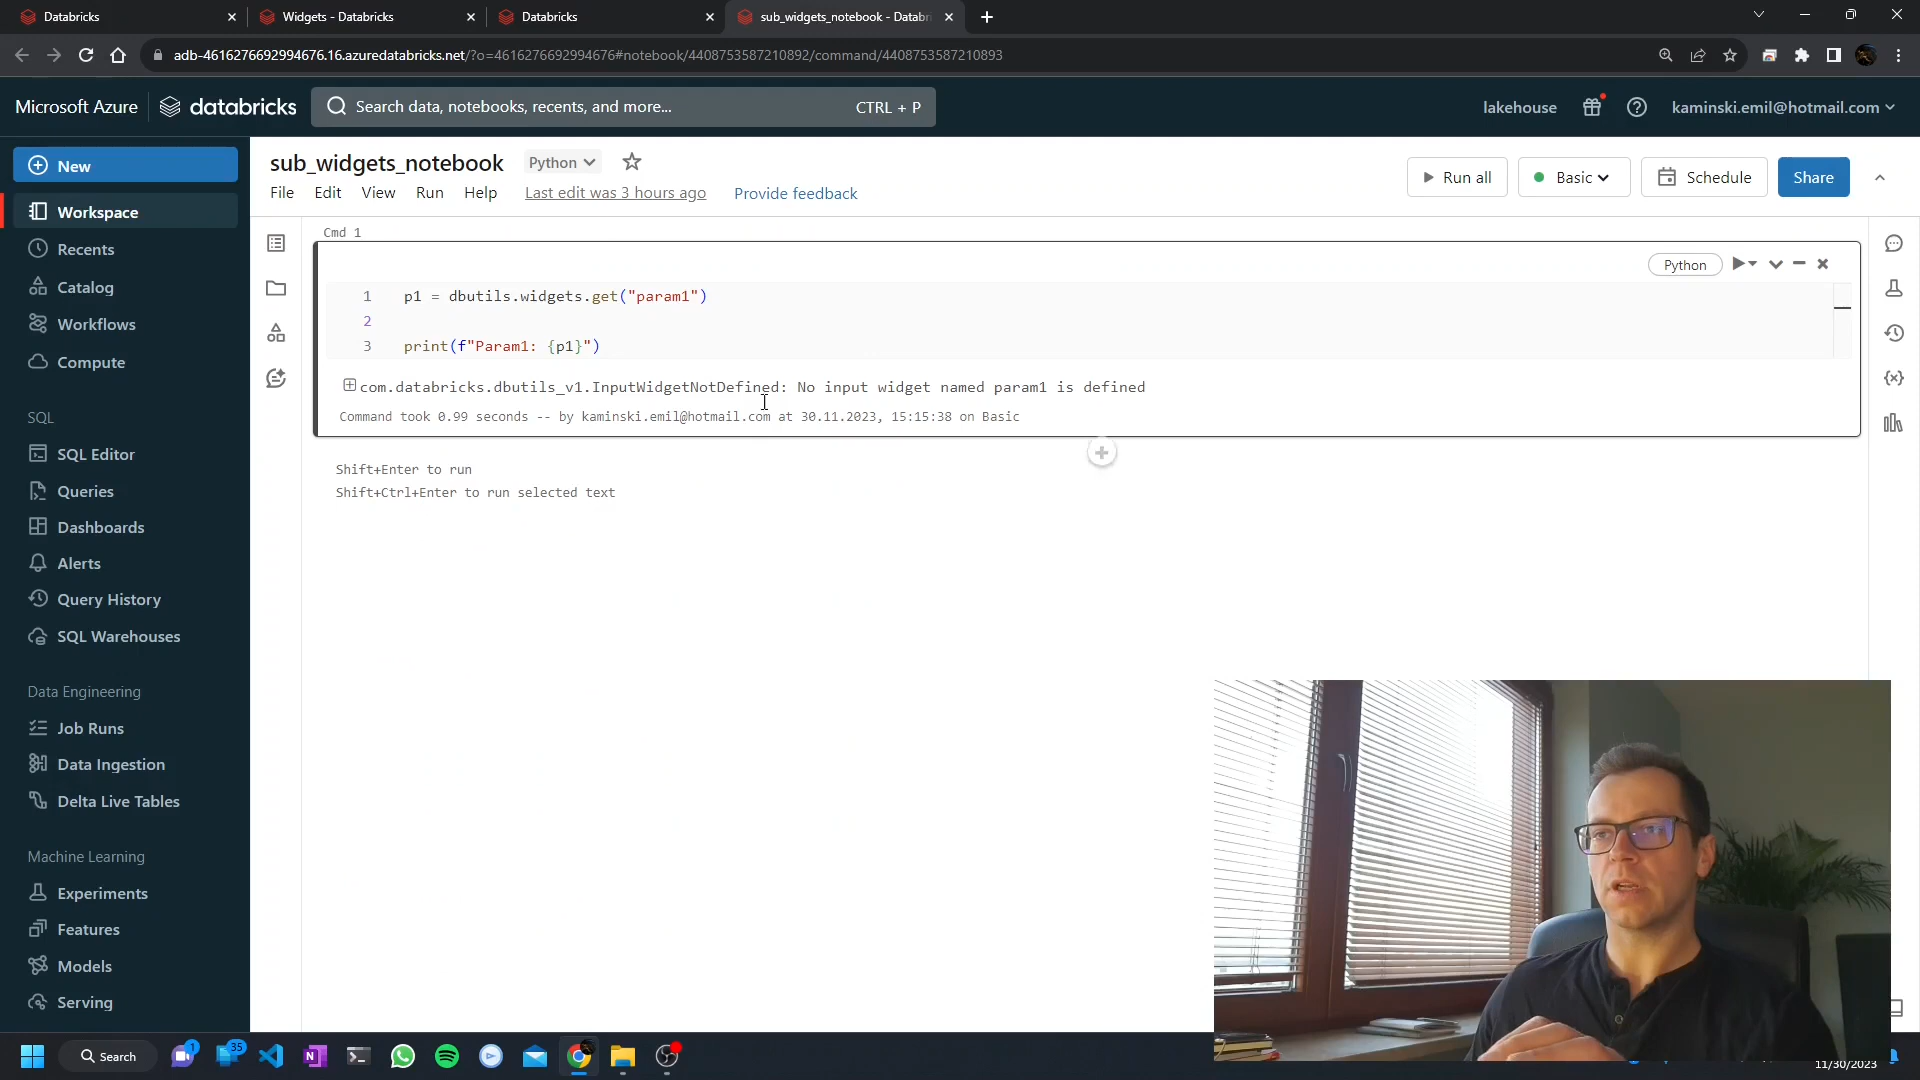 Databricks
Widgets - Databricks
Databricks
sub_widgets_notebook - Databri
adb-4616276692994676.16.azuredatabricks.net/?o=4616276692994676#notebook/4408753587210892/command/4408753587210893
Microsoft Azure
databricks
Search data, notebooks, recents, and more...
CTRL + P
lakehouse
kaminski.emil@hotmail.com
New
Workspace
Recents
Catalog
Workflows
Compute
SQL
SQL Editor
Queries
Dashboards
Alerts
Query History
SQL Warehouses
Data Engineering
Job Runs
Data Ingestion
Delta Live Tables
Machine Learning
Experiments
Features
Models
Serving
sub_widgets_notebook
Python
File Edit View Run Help Last edit was 3 hours ago Provide feedback
Run all
Basic
Schedule
Share
Cmd 1
Python
1 p1 = dbutils.widgets.get("param1")
2
3 print(f"Param1: {p1}")
com.databricks.dbutils_v1.InputWidgetNotDefined: No input widget named param1 is defined
Command took 0.99 seconds -- by kaminski.emil@hotmail.com at 30.11.2023, 15:15:38 on Basic
Shift+Enter to run
Shift+Ctrl+Enter to run selected text
Search
1
35
11/30/2023